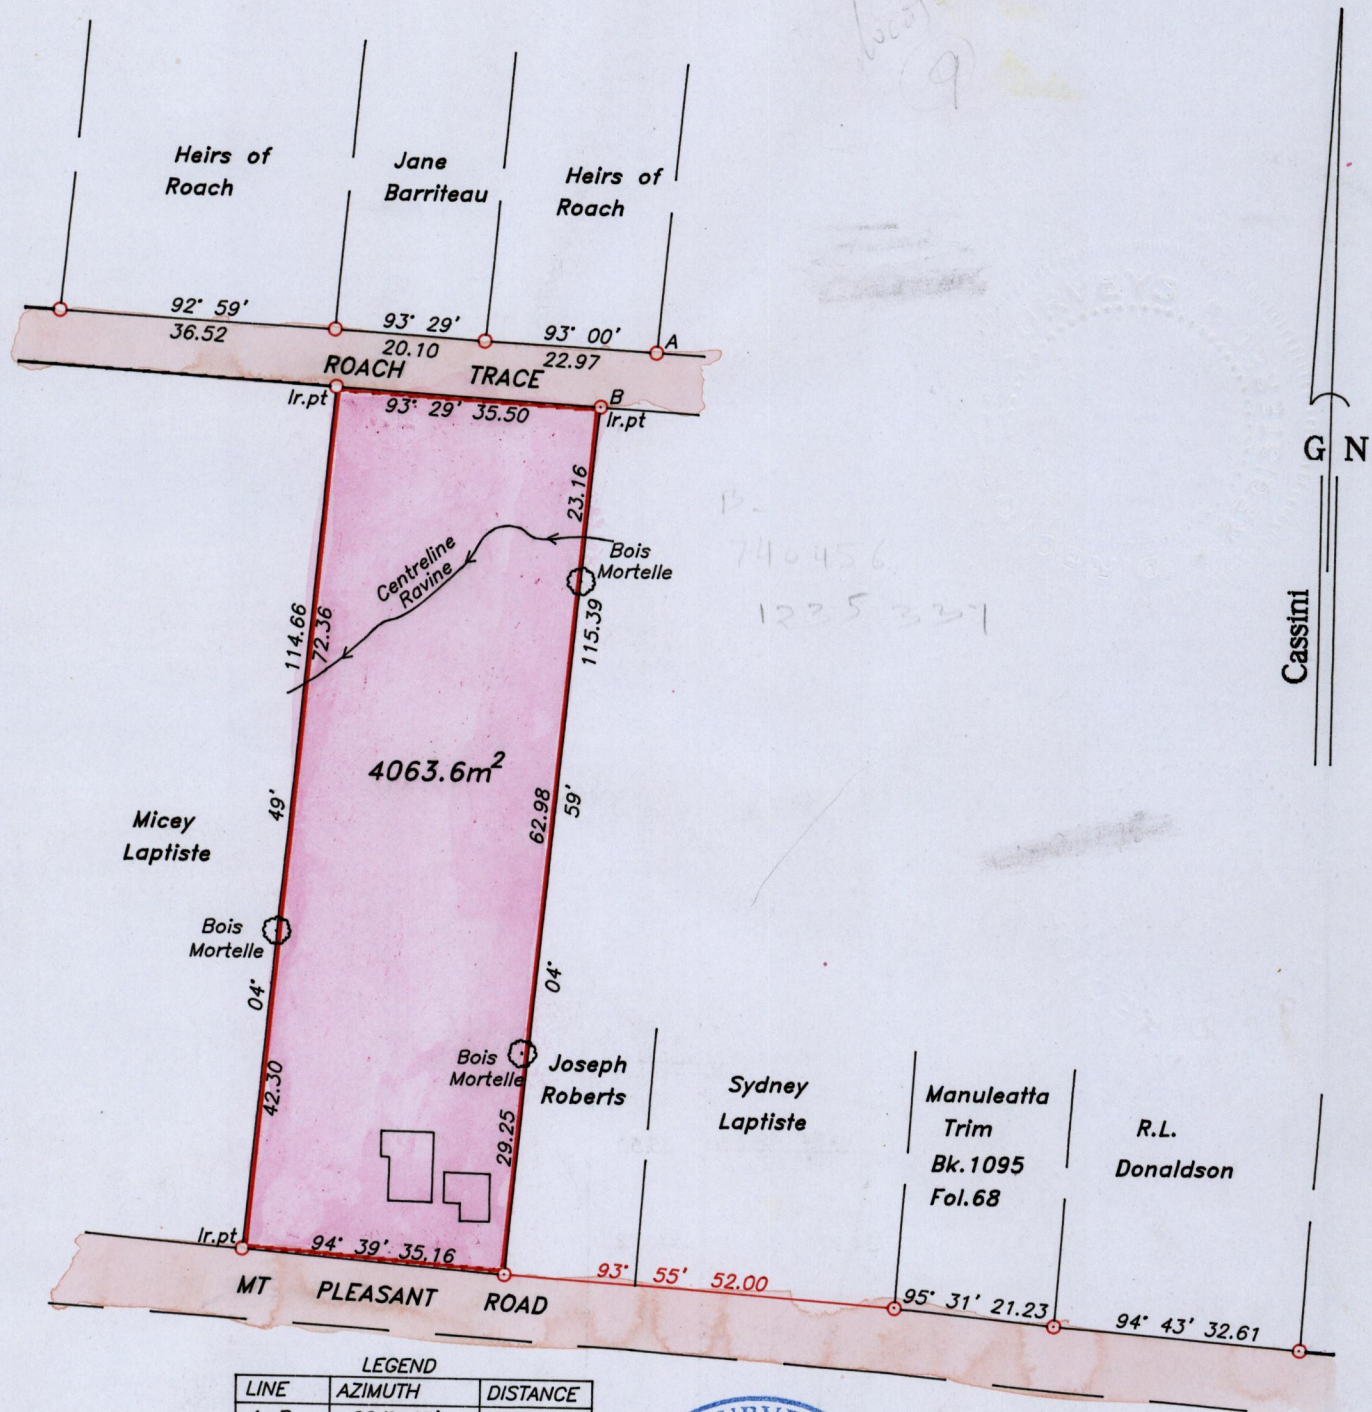 9
Heirs of
Roach
Jane
Barriteau
Heirs of
Roach
92° 59'
36.52
93° 29'
20.10
93° 00'
22.97
A
ROACH TRACE
Ir.pt
93° 29' 35.50
B
Ir.pt
G N
Cassini
23.16
Bois
Mortelle
115.39
Centreline
Ravine
114.66
72.36
B.
740456
4063.6m²
49'
62.98
59'
Micey
Laptiste
Bois
Mortelle
04°
04°
42.30
Bois
Mortelle
29.25
Joseph
Roberts
Sydney
Laptiste
Manuleatta
Trim
Bk.1095
Fol.68
R.L.
Donaldson
Ir.pt
94° 39' 35.16
93° 55' 52.00
95° 31' 21.23
94° 43' 32.61
MT PLEASANT ROAD
LEGEND
LINE AZIMUTH DISTANCE